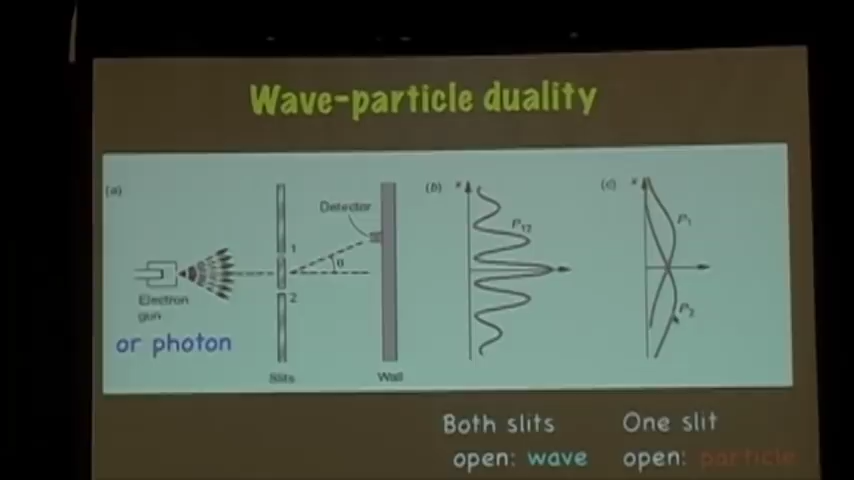 Wave-particle duality
(a)
Detector
1
θ
2
Electron
gun
or photon
Slits
Wall
(b)
x
P12
(c)
x
P1
P2
Both slits
open: wave
One slit
open: particle